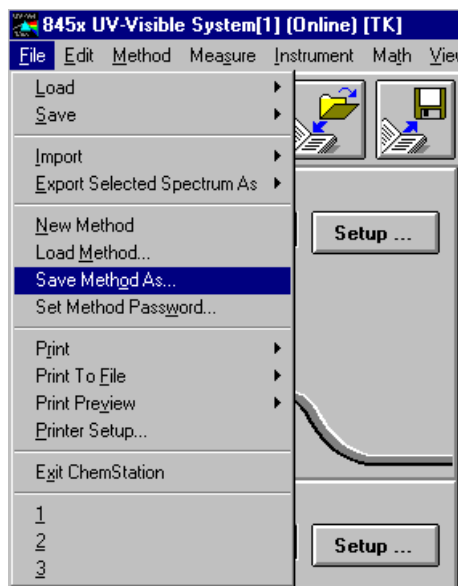 845x UV-Visible System[1] (Online) [TK]
File Edit Method Measure Instrument Math
Load
Save
Import
Export Selected Spectrum As
New Method
Load Method...
Save Method As...
Set Method Password...
Print
Print To File
Print Preview
Printer Setup...
Exit ChemStation
1
2
3
Setup ...
Setup ...